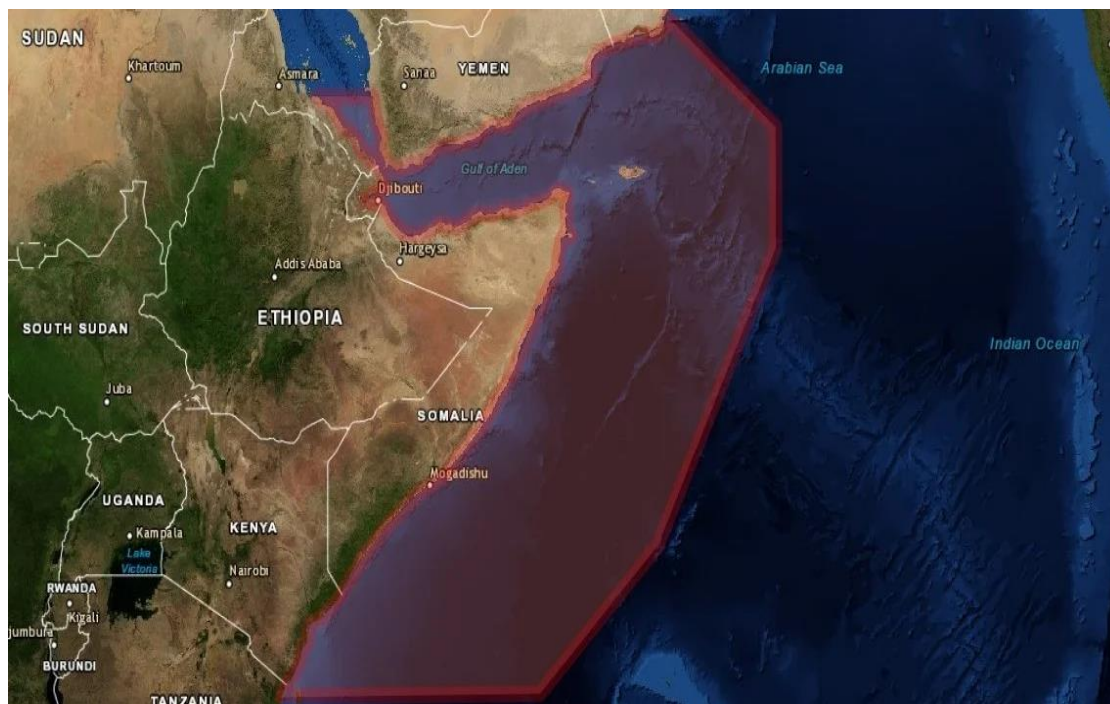 SUDAN
Khartoum
Asmara
Sanaa
YEMEN
Arabian Sea
Gulf of Aden
Djibouti
Hargeysa
Addis Ababa
ETHIOPIA
SOUTH SUDAN
Indian Ocean
Juba
SOMALIA
Mogadishu
UGANDA
KENYA
Kampala
Lake
Victoria
Nairobi
RWANDA
Kigali
jumbura
BURUNDI
TANZANIA